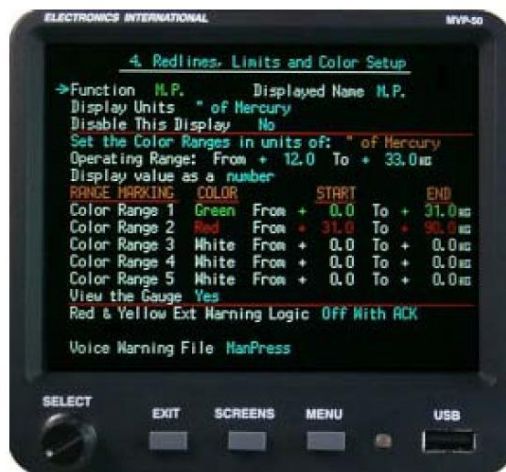 ELECTRONICS INTERNATIONAL MVP-50
4. Redlines, Limits and Color Setup
→Function M.P. Displayed Name M.P.
Display Units " of Mercury
Disable This Display No
Set the Color Ranges in units of: " of Mercury
Operating Range: From + 12.0 To + 33.0 HG
Display value as a number
RANGE MARKING COLOR START END
Color Range 1 Green From + 0.0 To + 31.0 HG
Color Range 2 Red From + 31.0 To + 90.0 HG
Color Range 3 White From + 0.0 To + 0.0 HG
Color Range 4 White From + 0.0 To + 0.0 HG
Color Range 5 White From + 0.0 To + 0.0 HG
View the Gauge Yes
Red & Yellow Ext Warning Logic Off With ACK
Voice Warning File ManPress
SELECT EXIT SCREENS MENU USB